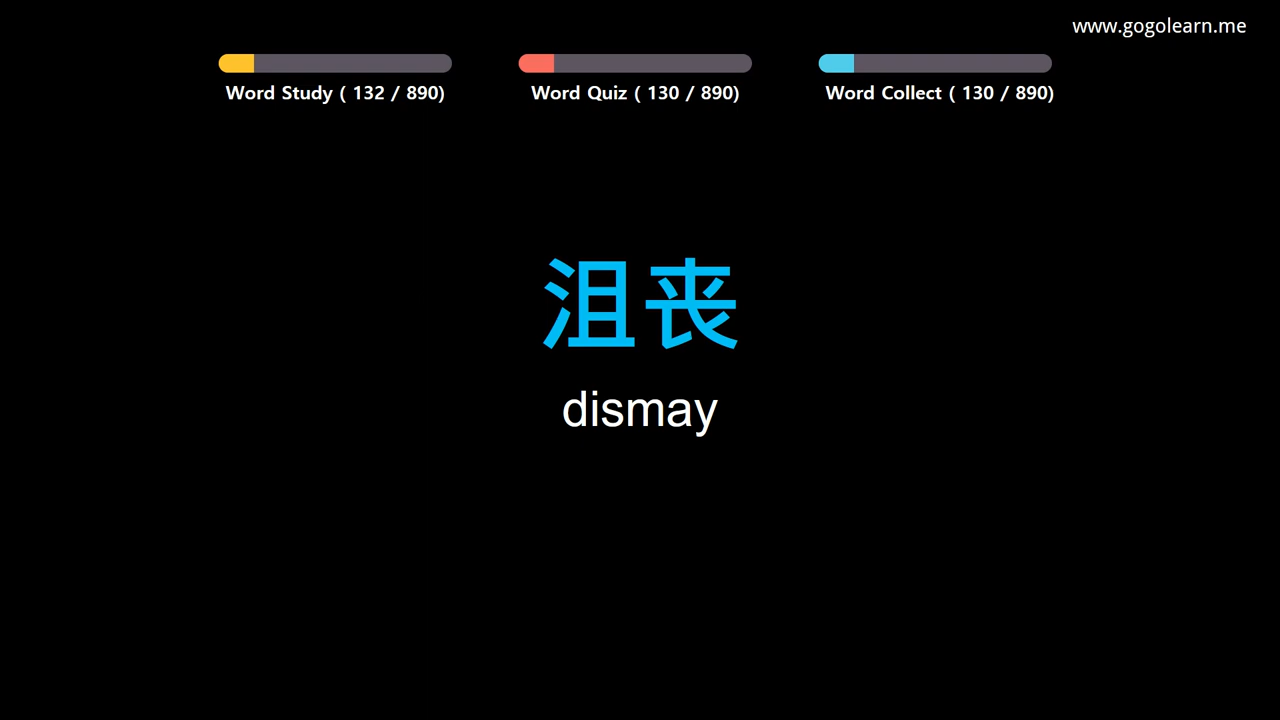 www.gogolearn.me
Word Study ( 132 / 890)
Word Quiz ( 130 / 890)
Word Collect ( 130 / 890)
沮丧
dismay